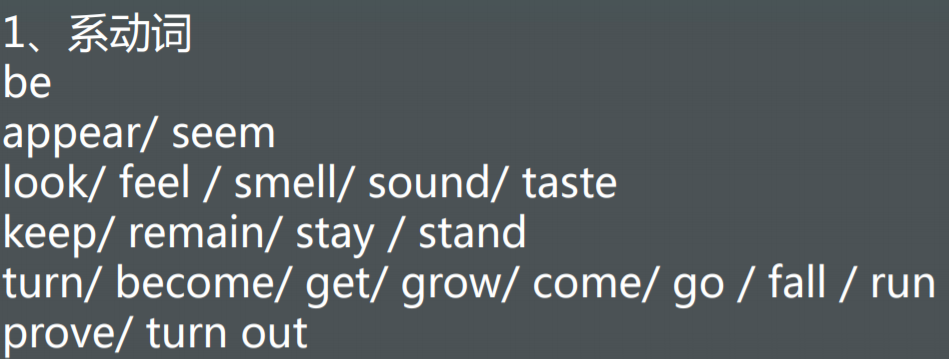 1、系动词
be
appear/ seem
look/ feel / smell/ sound/ taste
keep/ remain/ stay / stand
turn/ become/ get/ grow/ come/ go / fall / run
prove/ turn out